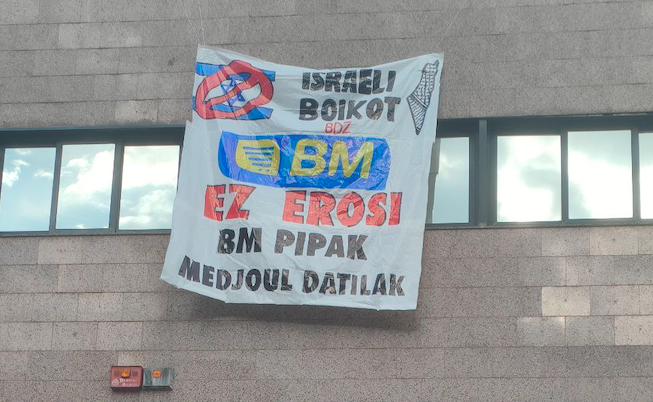 ISRAELI
BOIKOT
BDZ
BM
EZ EROSI
BM PIPAK
MEDJOUL DATILAK